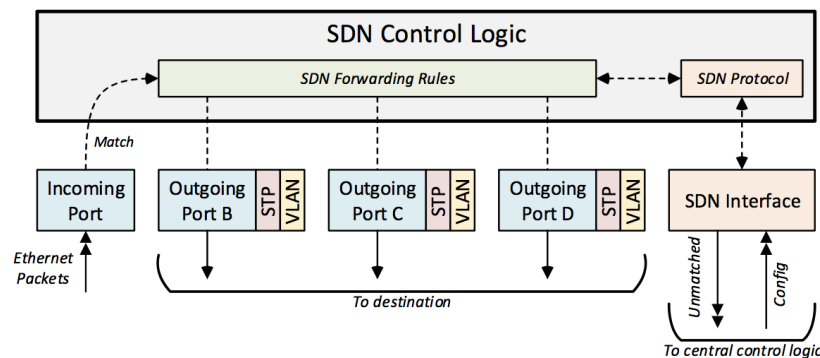 SDN Control Logic
SDN Forwarding Rules
SDN Protocol
Match
Incoming
Port
Outgoing
Port B
STP
VLAN
Outgoing
Port C
STP
VLAN
Outgoing
Port D
STP
VLAN
SDN Interface
Ethernet
Packets
To destination
Unmatched
Config
To central control logic